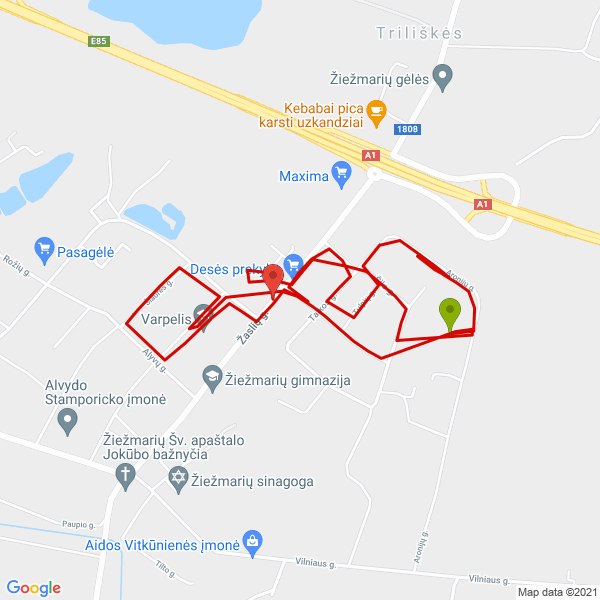 Triliškės
E85
Žiežmarių gėlės
Kebabai pica
karsti uzkandziai
1808
A1
Maxima
A1
Pasagėlė
Rožių g.
Desės preky
Aronijų g.
Saulės g.
Varpelis
Žaslių g.
Alyvų g.
Žiežmarių gimnazija
Alvydo
Stamporicko įmonė
Žiežmarių Šv. apaštalo
Jokūbo bažnyčia
Žiežmarių sinagoga
Paupio g.
Aidos Vitkūnienės įmonė
Aronijų g.
Tilto g.
Vilniaus g.
Vilniaus g.
Google
Map data ©2021